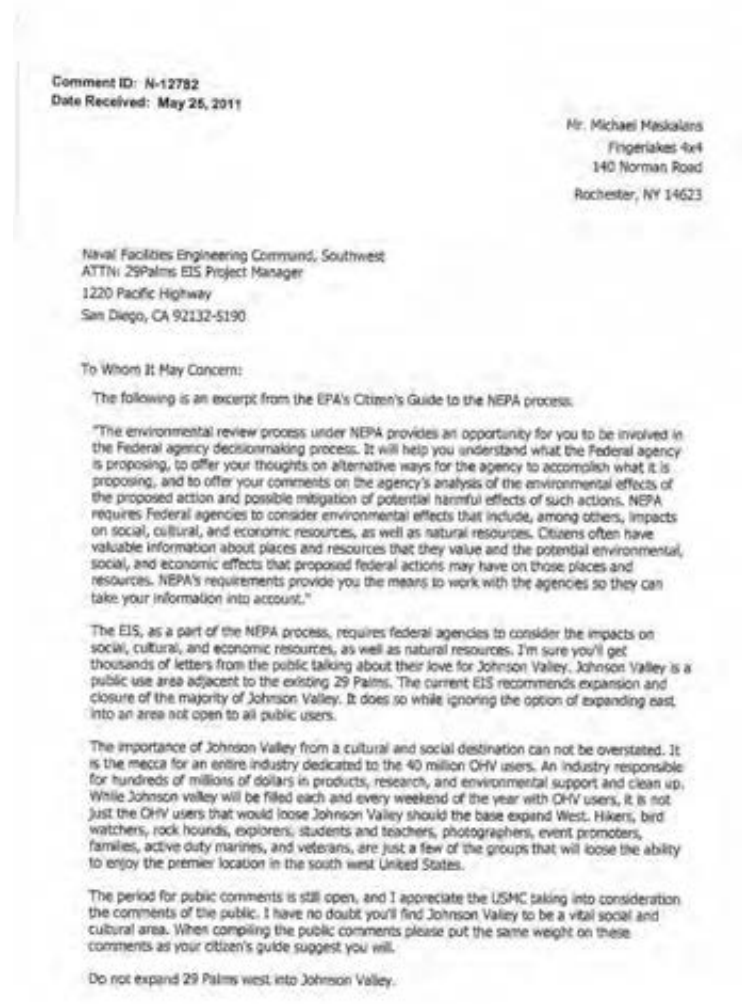 Comment ID: N-12782
Date Received: May 25, 2011
Mr. Michael Maskalans
Fingerlakes 4x4
140 Norman Road
Rochester, NY 14623
Naval Facilities Engineering Command, Southwest
ATTN: 29Palms EIS Project Manager
1220 Pacific Highway
San Diego, CA 92132-5190
To Whom It May Concern:
The following is an excerpt from the EPA's Citizen's Guide to the NEPA process.
"The environmental review process under NEPA provides an opportunity for you to be involved in
the Federal agency decisionmaking process. It will help you understand what the Federal agency
is proposing, to offer your thoughts on alternative ways for the agency to accomplish what it is
proposing, and to offer your comments on the agency's analysis of the environmental effects of
the proposed action and possible mitigation of potential harmful effects of such actions. NEPA
requires Federal agencies to consider environmental effects that include, among others, impacts
on social, cultural, and economic resources, as well as natural resources. Citizens often have
valuable information about places and resources that they value and the potential environmental,
social, and economic effects that proposed federal actions may have on those places and
resources. NEPA's requirements provide you the means to work with the agencies so they can
take your information into account."
The EIS, as a part of the NEPA process, requires federal agencies to consider the impacts on
social, cultural, and economic resources, as well as natural resources. I'm sure you'll get
thousands of letters from the public talking about their love for Johnson Valley. Johnson Valley is a
public use area adjacent to the existing 29 Palms. The current EIS recommends expansion and
closure of the majority of Johnson Valley. It does so while ignoring the option of expanding east
into an area not open to all public users.
The importance of Johnson Valley from a cultural and social destination can not be overstated. It
is the mecca for an entire industry dedicated to the 40 million OHV users. An industry responsible
for hundreds of millions of dollars in products, research, and environmental support and clean up.
While Johnson valley will be filled each and every weekend of the year with OHV users, it is not
just the OHV users that would loose Johnson Valley should the base expand West. Hikers, bird
watchers, rock hounds, explorers, students and teachers, photographers, event promoters,
families, active duty marines, and veterans, are just a few of the groups that will loose the ability
to enjoy the premier location in the south west United States.
The period for public comments is still open, and I appreciate the USMC taking into consideration
the comments of the public. I have no doubt you'll find Johnson Valley to be a vital social and
cultural area. When compiling the public comments please put the same weight on these
comments as your citizen's guide suggest you will.
Do not expand 29 Palms west into Johnson Valley.